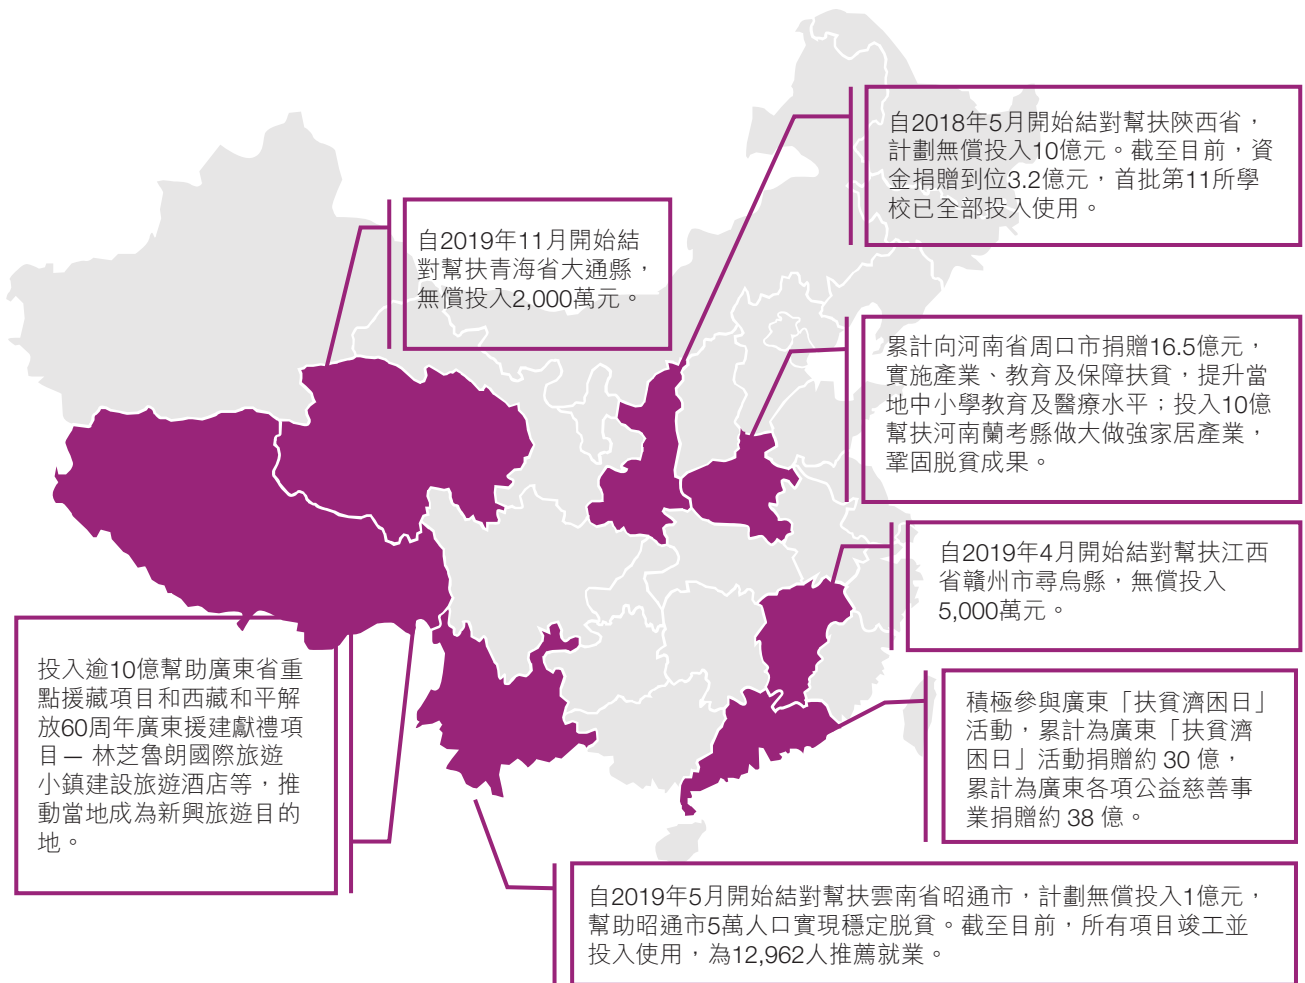 自2018年5月開始結對幫扶陝西省，
計劃無償投入10億元。截至目前，資
金捐贈到位3.2億元，首批第11所學
校已全部投入使用。
自2019年11月開始結
對幫扶青海省大通縣，
無償投入2,000萬元。
累計向河南省周口市捐贈16.5億元，
實施產業、教育及保障扶貧，提升當
地中小學教育及醫療水平；投入10億
幫扶河南蘭考縣做大做強家居產業，
鞏固脫貧成果。
自2019年4月開始結對幫扶江西
省贛州市尋烏縣，無償投入
5,000萬元。
投入逾10億幫助廣東省重
點援藏項目和西藏和平解
放60周年廣東援建獻禮項
目— 林芝魯朗國際旅遊
小鎮建設旅遊酒店等，推
動當地成為新興旅遊目的
地。
積極參與廣東「扶貧濟困日」
活動，累計為廣東「扶貧濟
困日」活動捐贈約 30 億，
累計為廣東各項公益慈善事
業捐贈約 38 億。
自2019年5月開始結對幫扶雲南省昭通市，計劃無償投入1億元，
幫助昭通市5萬人口實現穩定脫貧。截至目前，所有項目竣工並
投入使用，為12,962人推薦就業。